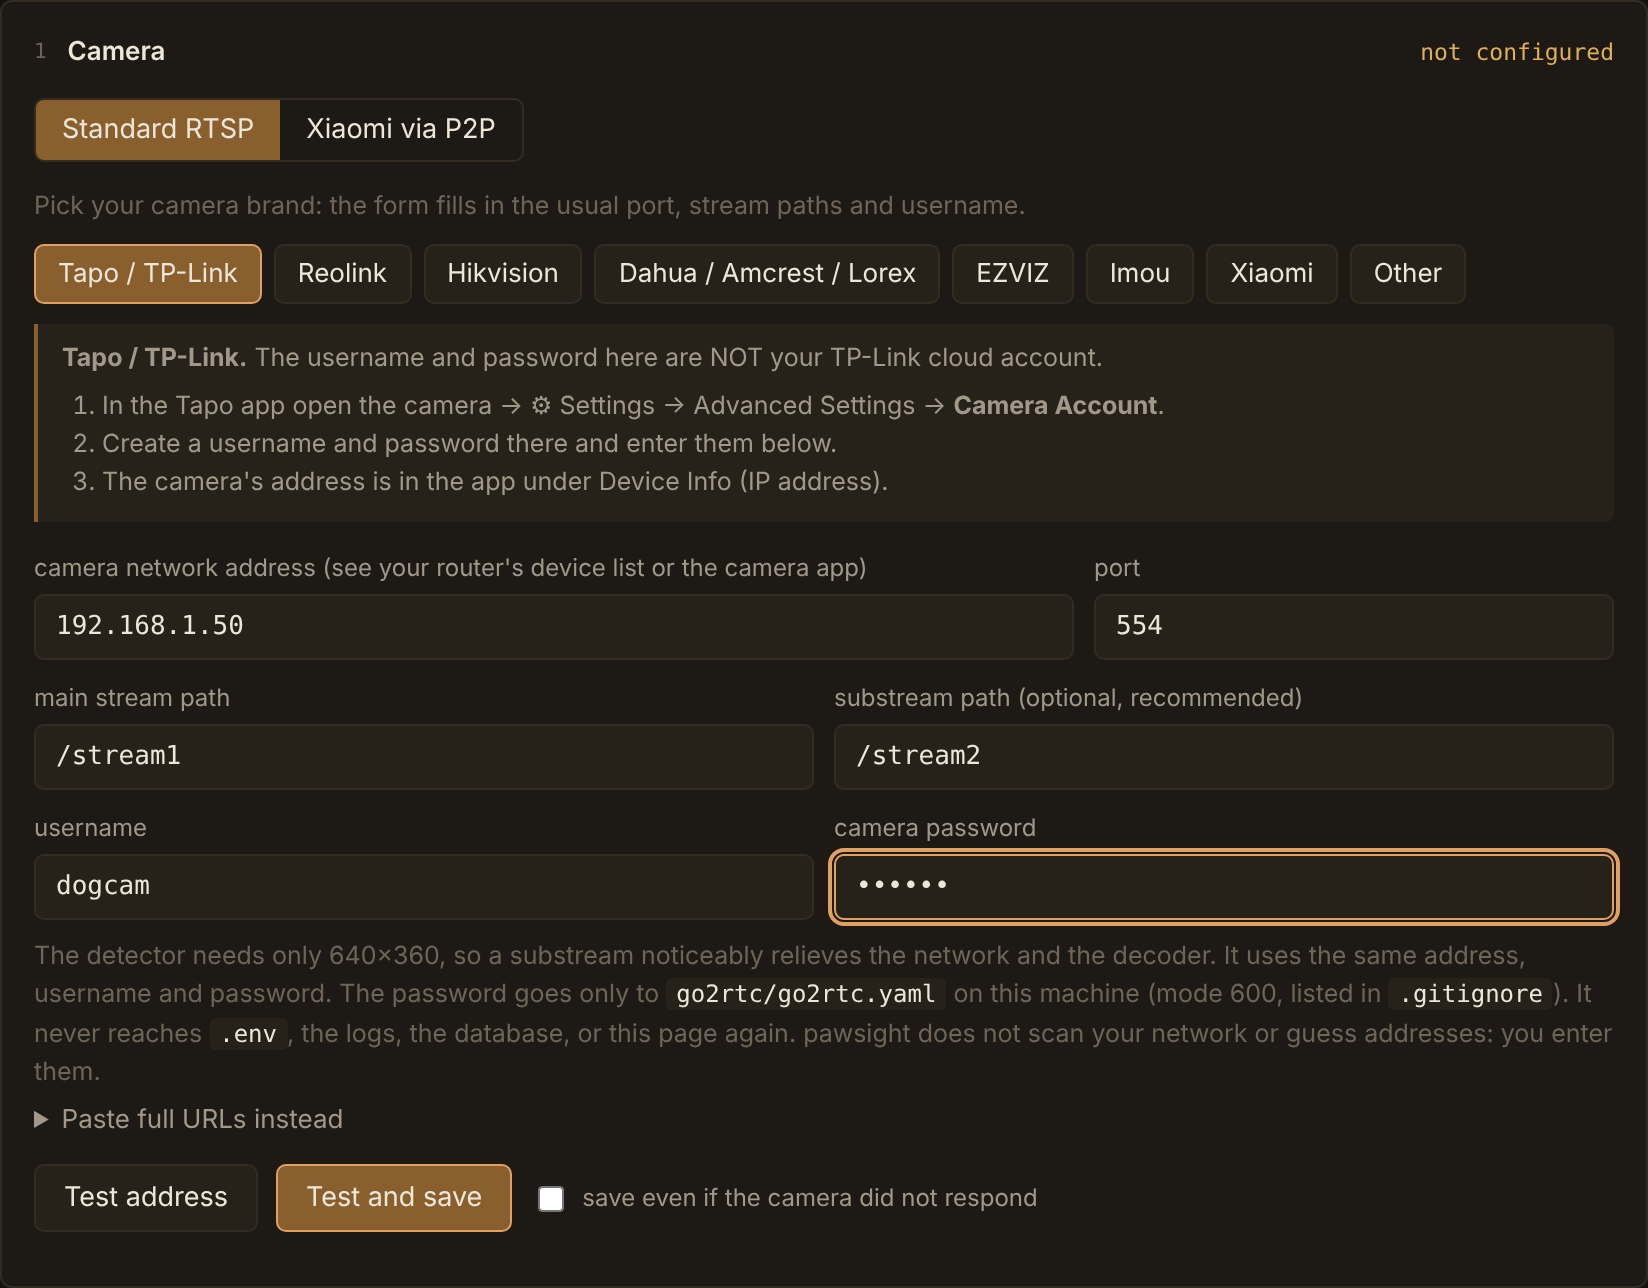 1 Camera
not configured
Standard RTSP
Xiaomi via P2P
Pick your camera brand: the form fills in the usual port, stream paths and username.
Tapo / TP-Link
Reolink
Hikvision
Dahua / Amcrest / Lorex
EZVIZ
Imou
Xiaomi
Other
Tapo / TP-Link. The username and password here are NOT your TP-Link cloud account.
1. In the Tapo app open the camera → ⚙ Settings → Advanced Settings → Camera Account.
2. Create a username and password there and enter them below.
3. The camera's address is in the app under Device Info (IP address).
camera network address (see your router's device list or the camera app)
port
192.168.1.50
554
main stream path
substream path (optional, recommended)
/stream1
/stream2
username
camera password
dogcam
••••••
The detector needs only 640×360, so a substream noticeably relieves the network and the decoder. It uses the same address,
username and password. The password goes only to go2rtc/go2rtc.yaml on this machine (mode 600, listed in .gitignore). It
never reaches .env, the logs, the database, or this page again. pawsight does not scan your network or guess addresses: you enter
them.
▶ Paste full URLs instead
Test address
Test and save
save even if the camera did not respond